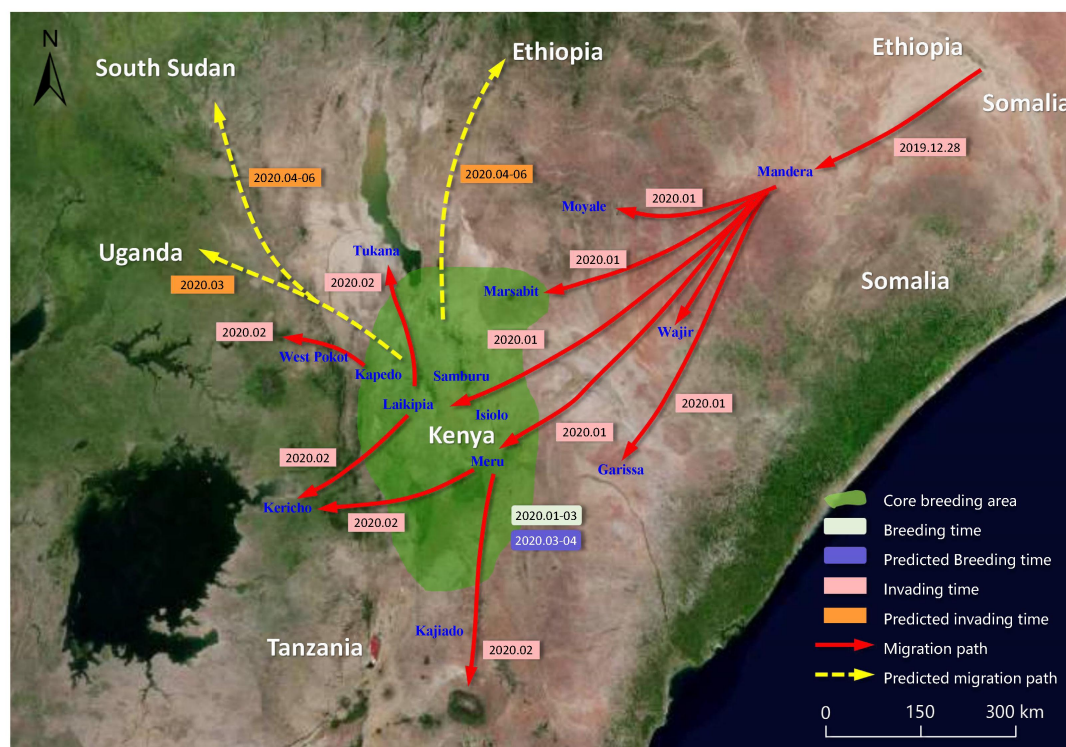 N
South Sudan
Ethiopia
Ethiopia
Somalia
2019.12.28
Mandera
2020.04-06
2020.04-06
2020.01
Moyale
Uganda
Tukana
2020.01
2020.03
2020.02
Marsabit
Somalia
2020.02
2020.01
Wajir
West Pokot
Kapedo
Samburu
Laikipia
Isiolo
2020.01
Kenya
2020.01
2020.02
Meru
Garissa
Kericho
2020.02
2020.01-03
2020.03-04
Kajiado
Tanzania
2020.02
Core breeding area
Breeding time
Predicted Breeding time
Invading time
Predicted invading time
Migration path
Predicted migration path
0 150 300 km